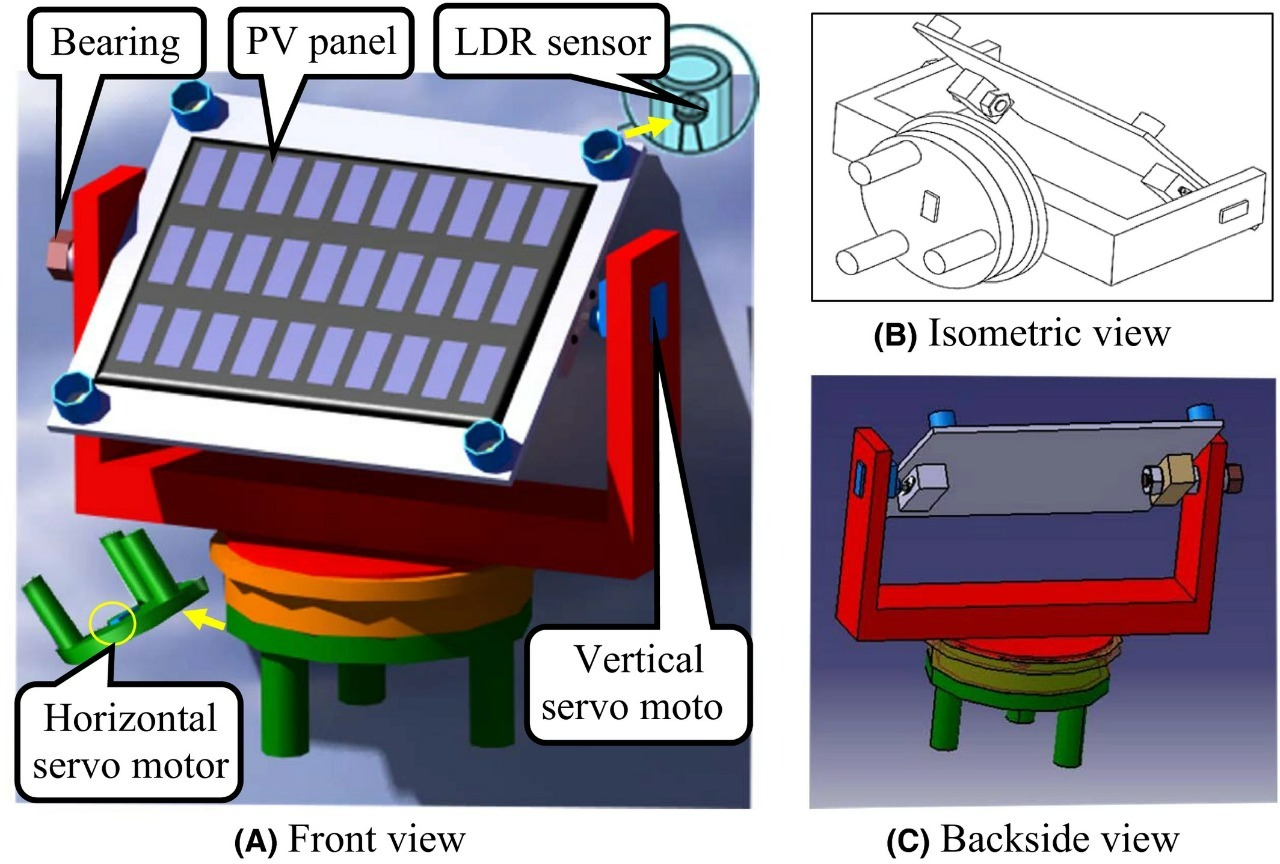 Bearing
PV panel
LDR sensor
Horizontal
servo motor
Vertical
servo moto
(A) Front view
(B) Isometric view
(C) Backside view